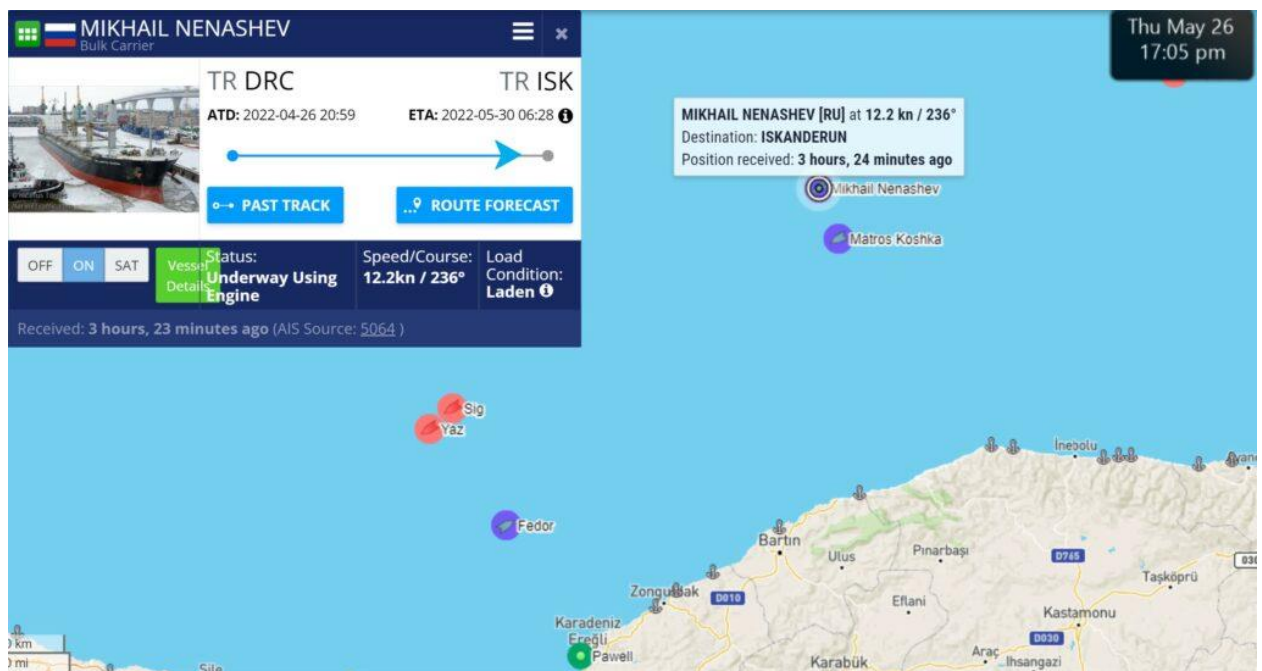 MIKHAIL NENASHEV
Bulk Carrier
TR DRC
TR ISK
ATD: 2022-04-26 20:59
ETA: 2022-05-30 06:28
PAST TRACK
ROUTE FORECAST
OFF ON SAT
Vessel
Details
Status:
Underway Using
Engine
Speed/Course:
12.2kn / 236°
Load
Condition:
Laden
Received: 3 hours, 23 minutes ago (AIS Source: 5064 )
Thu May 26
17:05 pm
MIKHAIL NENASHEV [RU] at 12.2 kn / 236°
Destination: ISKANDERUN
Position received: 3 hours, 24 minutes ago
Mikhail Nenashev
Matros Koshka
Sig
Yaz
Fedor
İnebolu
Bartın
Ulus
Pınarbaşı
D765
Taşköprü
Zonguldak
D010
Eflani
Kastamonu
Karadeniz
Ereğli
Pawell
D030
Karabük
Araç
İhsangazi
km
mi
Şile